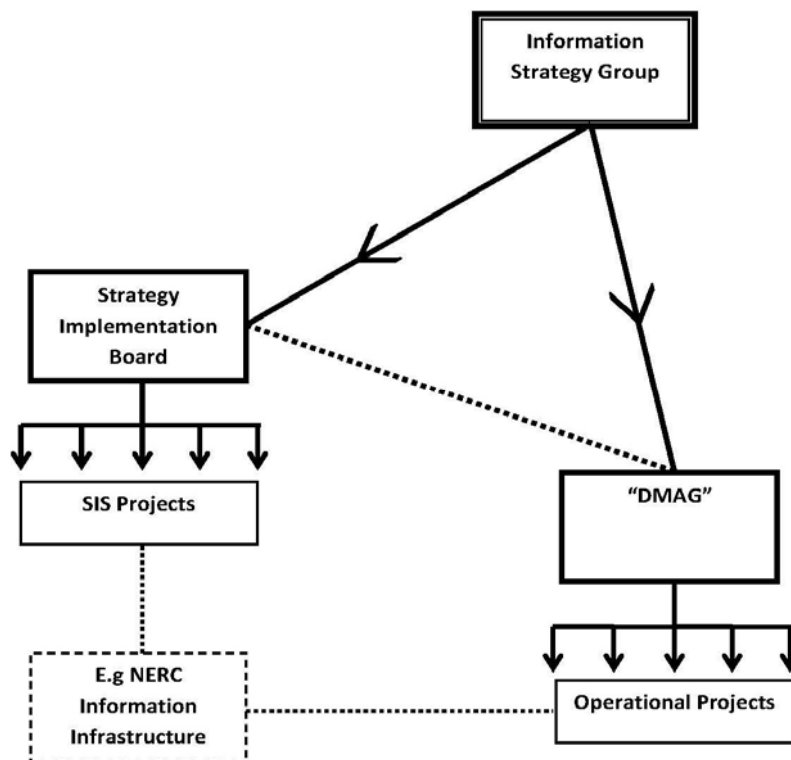 Information
Strategy Group
Strategy
Implementation
Board
SIS Projects
“DMAG”
E.g NERC
Information
Infrastructure
Operational Projects